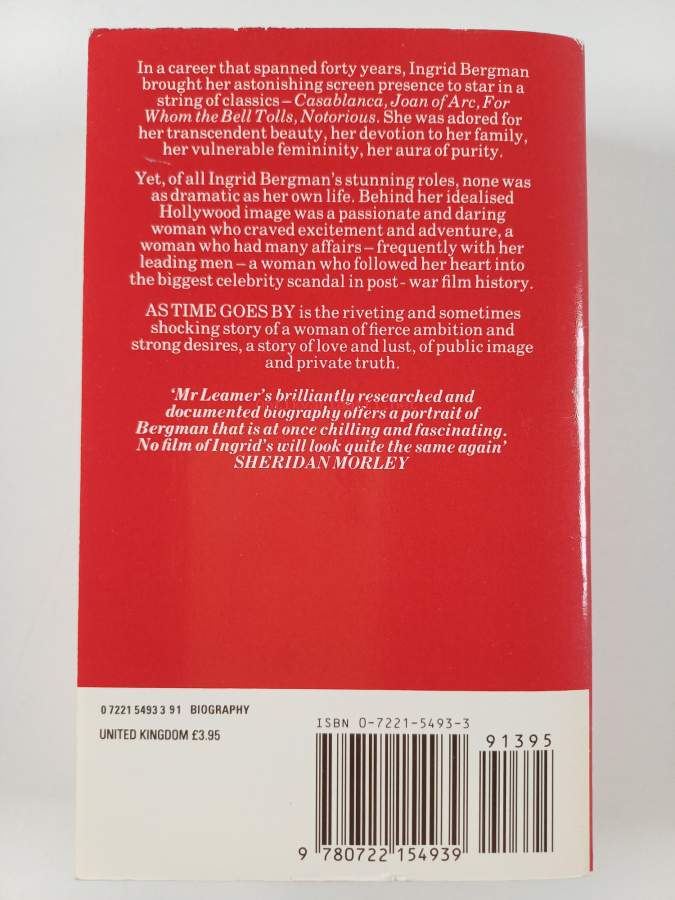 In a career that spanned forty years, Ingrid Bergman
brought her astonishing screen presence to star in a
string of classics – Casablanca, Joan of Arc, For
Whom the Bell Tolls, Notorious. She was adored for
her transcendent beauty, her devotion to her family,
her vulnerable femininity, her aura of purity.
Yet, of all Ingrid Bergman's stunning roles, none was
as dramatic as her own life. Behind her idealised
Hollywood image was a passionate and daring
woman who craved excitement and adventure, a
woman who had many affairs – frequently with her
leading men – a woman who followed her heart into
the biggest celebrity scandal in post-war film history.
AS TIME GOES BY is the riveting and sometimes
shocking story of a woman of fierce ambition and
strong desires, a story of love and lust, of public image
and private truth.
'Mr Leamer's brilliantly researched and
documented biography offers a portrait of
Bergman that is at once chilling and fascinating.
No film of Ingrid's will look quite the same again'
SHERIDAN MORLEY
0 7221 5493 3 91 BIOGRAPHY
UNITED KINGDOM £3.95
ISBN 0-7221-5493-3
91395
9 780722 154939